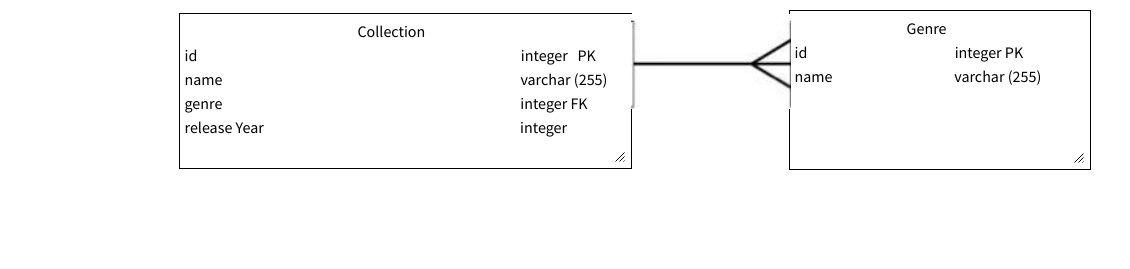 Collection
id integer PK
name varchar (255)
genre integer FK
release Year integer
Genre
id integer PK
name varchar (255)